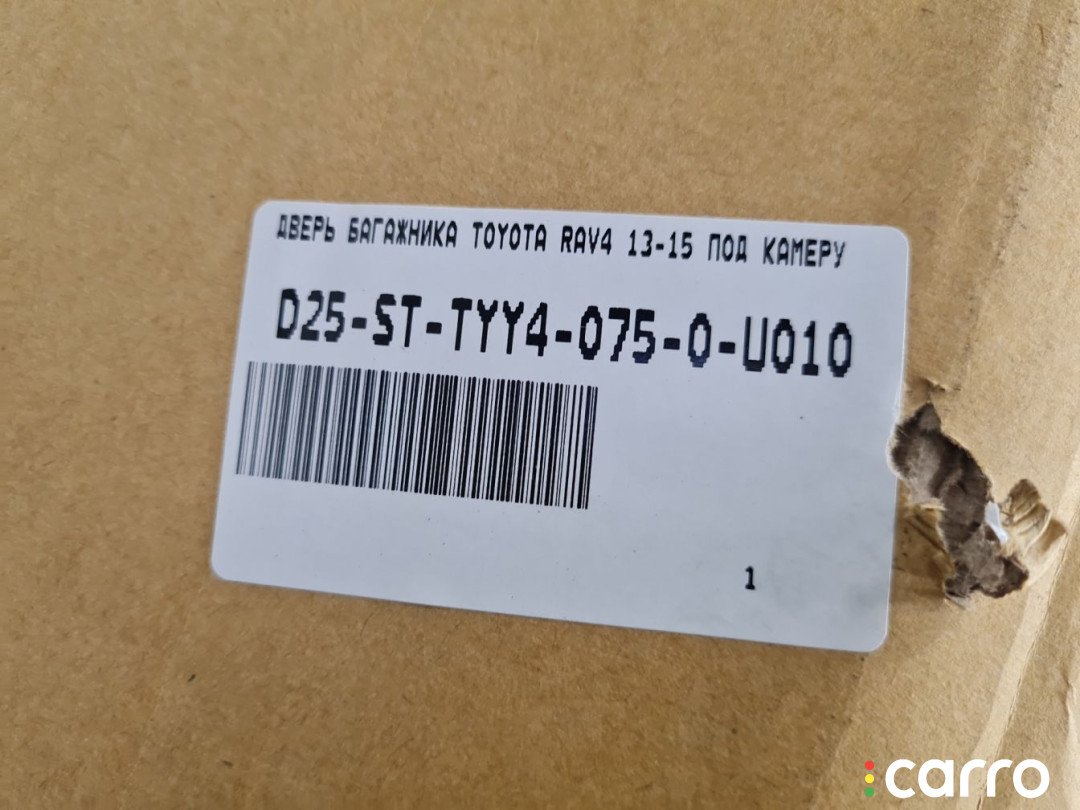 ДВЕРЬ БАГАЖНИКА TOYOTA RAV4 13-15 ПОД КАМЕРУ
D25-ST-TYY4-075-0-U010
1
carro